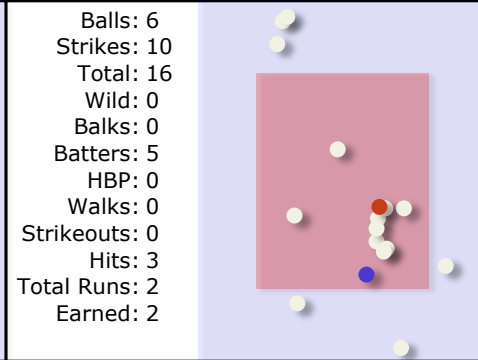 Balls: 6
Strikes: 10
Total: 16
Wild: 0
Balks: 0
Batters: 5
HBP: 0
Walks: 0
Strikeouts: 0
Hits: 3
Total Runs: 2
Earned: 2